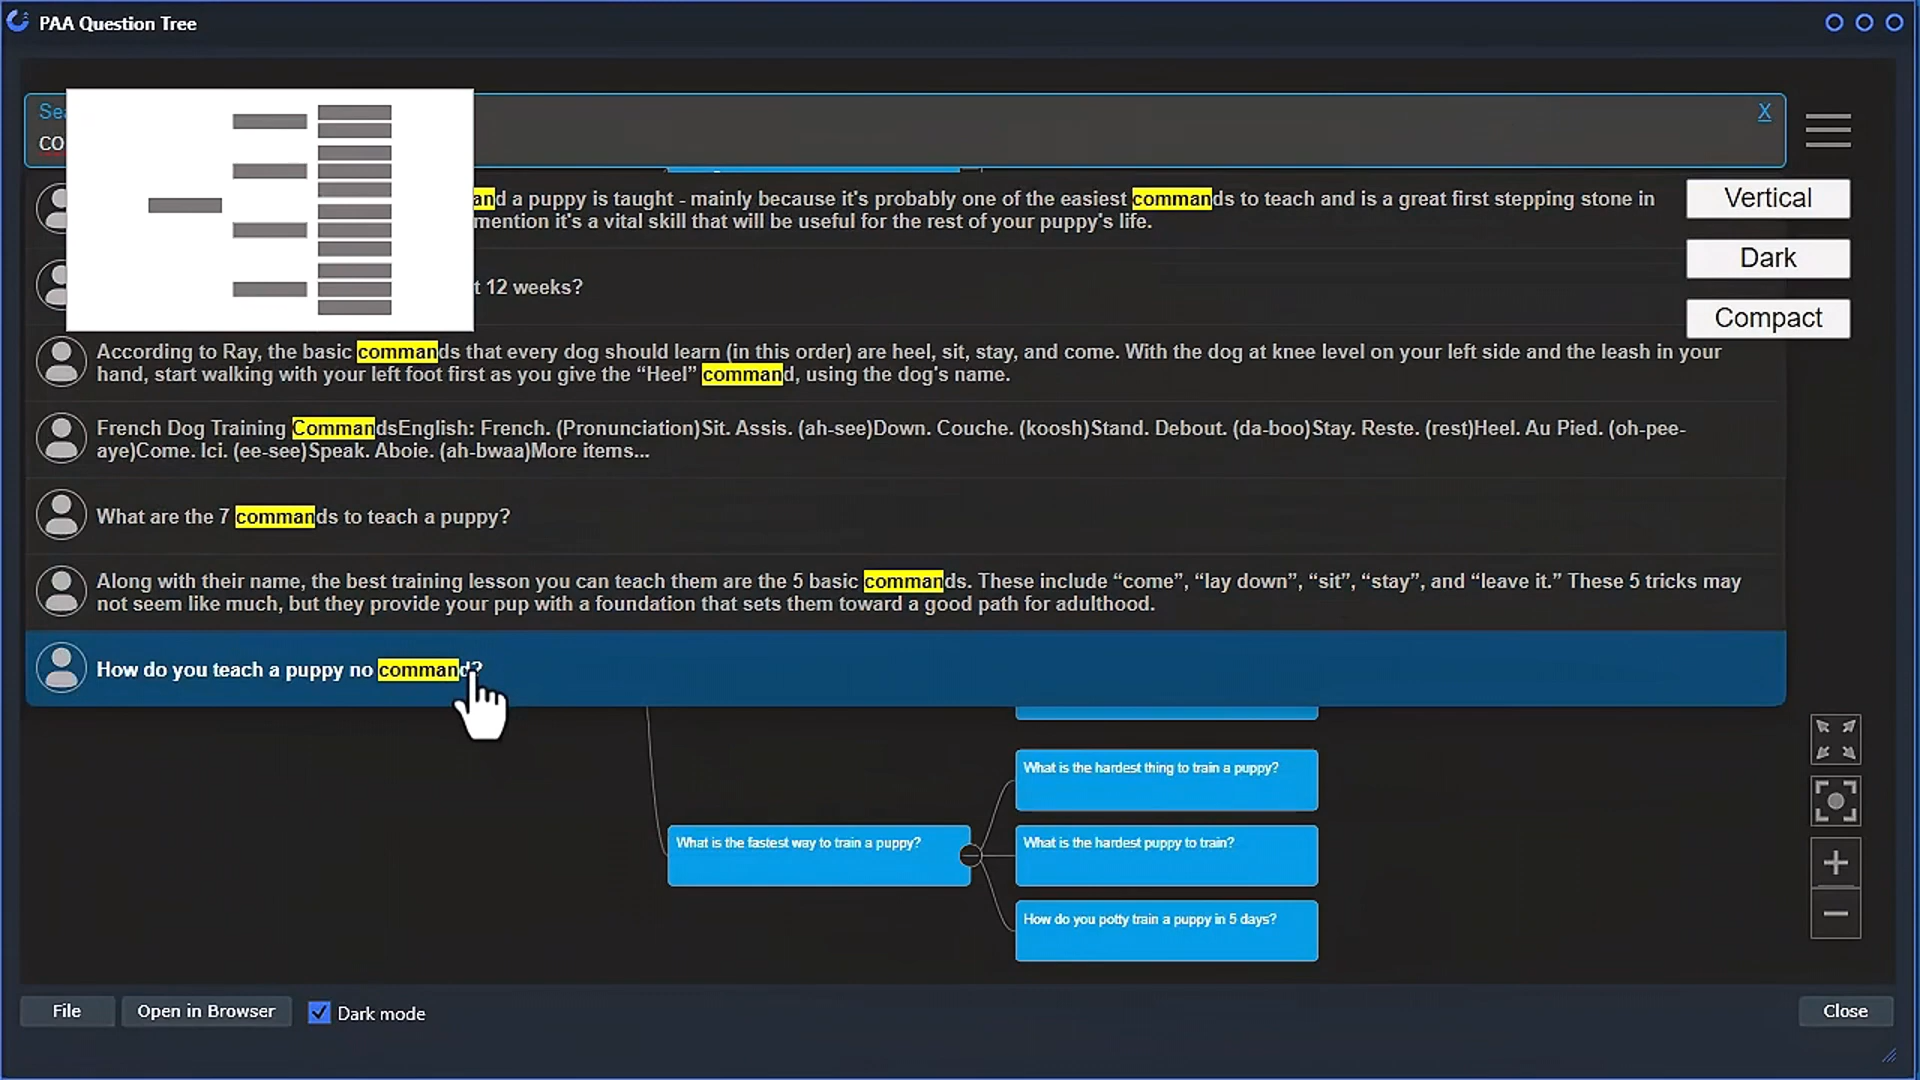 PAA Question Tree
Sea
co
X
Vertical
Dark
Compact
and a puppy is taught - mainly because it's probably one of the easiest commands to teach and is a great first stepping stone in
mention it's a vital skill that will be useful for the rest of your puppy's life.
t 12 weeks?
According to Ray, the basic commands that every dog should learn (in this order) are heel, sit, stay, and come. With the dog at knee level on your left side and the leash in your
hand, start walking with your left foot first as you give the “Heel” command, using the dog's name.
French Dog Training CommandsEnglish: French. (Pronunciation)Sit. Assis. (ah-see)Down. Couche. (koosh)Stand. Debout. (da-boo)Stay. Reste. (rest)Heel. Au Pied. (oh-pee-
aye)Come. Ici. (ee-see)Speak. Aboie. (ah-bwaa)More items...
What are the 7 commands to teach a puppy?
Along with their name, the best training lesson you can teach them are the 5 basic commands. These include “come”, “lay down”, “sit”, “stay”, and “leave it.” These 5 tricks may
not seem like much, but they provide your pup with a foundation that sets them toward a good path for adulthood.
How do you teach a puppy no command?
What is the hardest thing to train a puppy?
What is the fastest way to train a puppy?
What is the hardest puppy to train?
How do you potty train a puppy in 5 days?
File
Open in Browser
Dark mode
Close